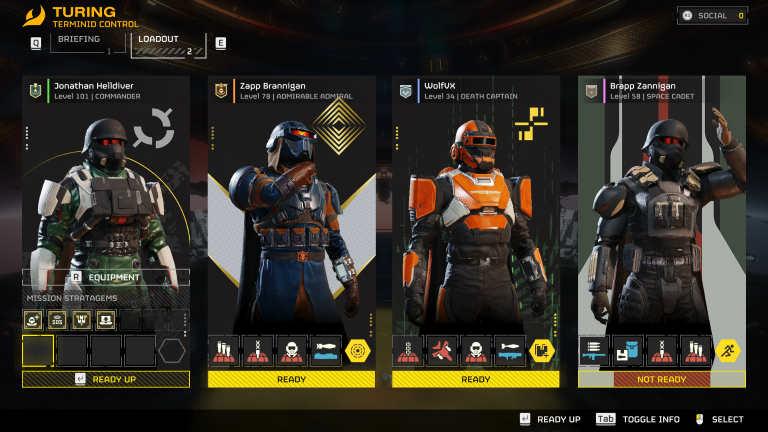 TURING
TERMINID CONTROL
SOCIAL 0
Q
BRIEFING
1
LOADOUT
2
E
Jonathan Helldiver
Level 101 | COMMANDER
Zapp Brannigan
Level 78 | ADMIRABLE ADMIRAL
WolfVX
Level 34 | DEATH CAPTAIN
Brapp Zannigan
Level 58 | SPACE CADET
R EQUIPMENT
MISSION STRATAGEMS
SOS
READY UP
READY
READY
NOT READY
READY UP
Tab TOGGLE INFO
SELECT